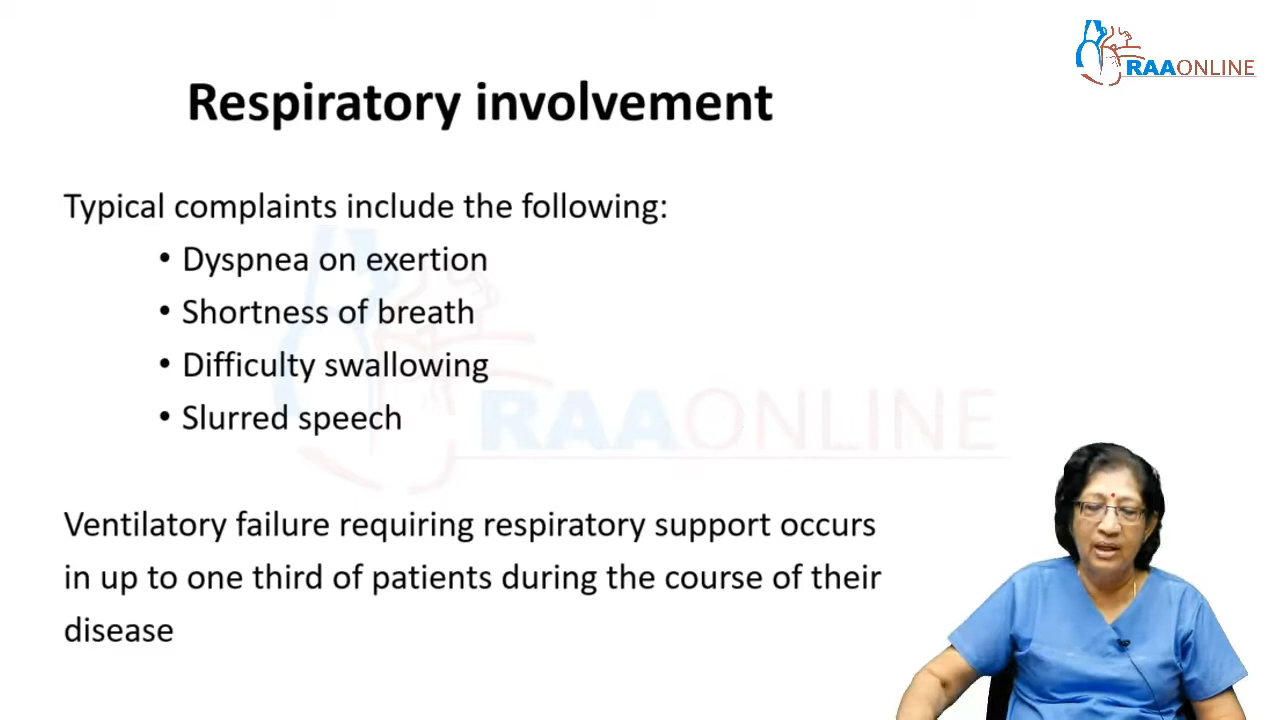 RAAONLINE
Respiratory involvement
Typical complaints include the following:
• Dyspnea on exertion
• Shortness of breath
• Difficulty swallowing
• Slurred speech
RAAONLINE
Ventilatory failure requiring respiratory support occurs
in up to one third of patients during the course of their
disease